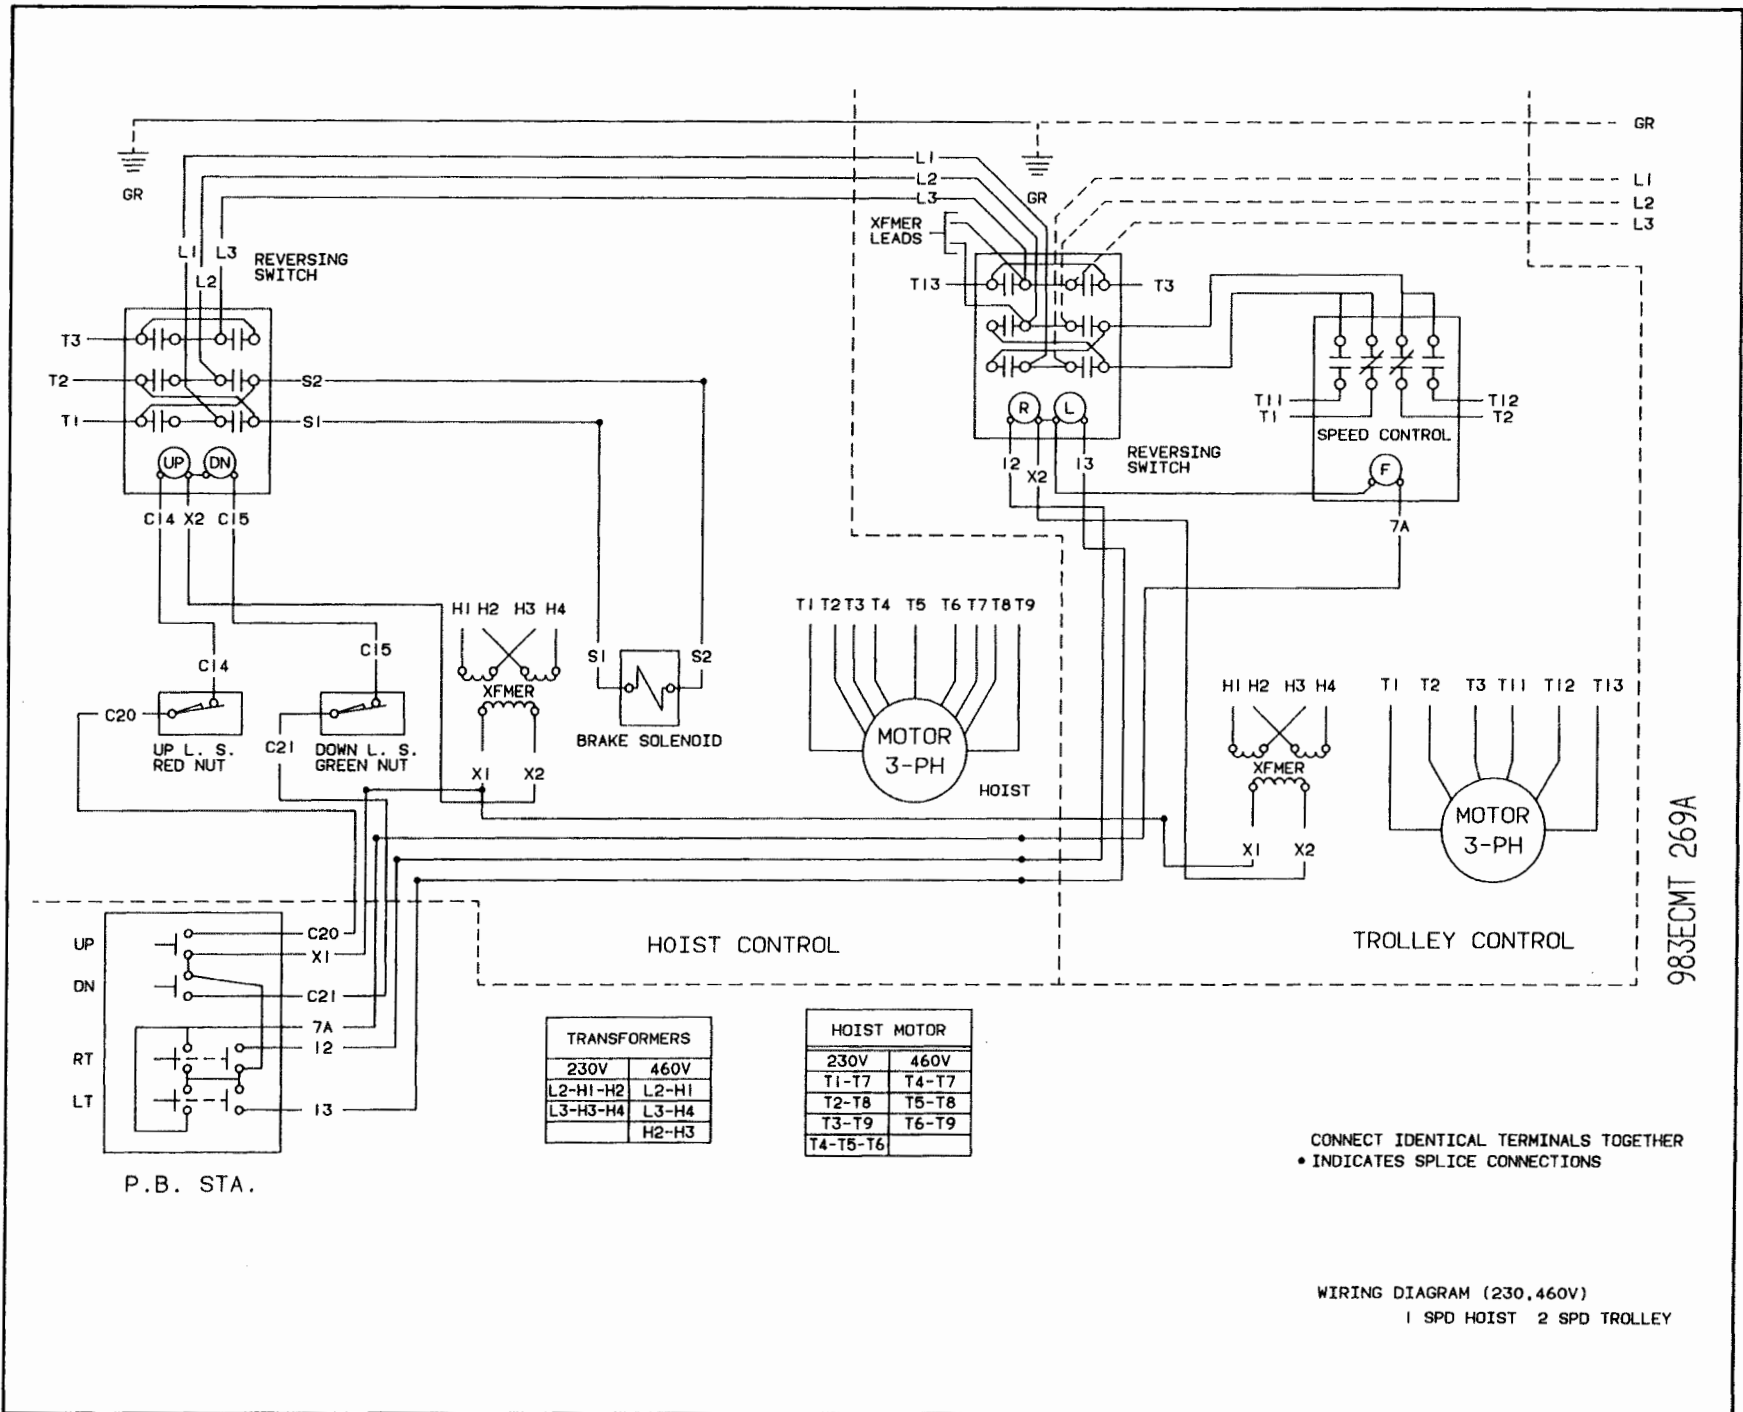 GR
L1
L2
L3
GR
L1
L2
L3
GR
XFMER
LEADS
L1
L3
L2
REVERSING
SWITCH
T13
T3
T3
T2
T1
S2
S1
UP
DN
C14
X2
C15
R
L
12
X2
13
REVERSING
SWITCH
T11
T1
T12
T2
SPEED CONTROL
F
7A
C14
C15
C20
UP L. S.
RED NUT
C21
DOWN L. S.
GREEN NUT
H1 H2 H3 H4
XFMER
X1 X2
S1
S2
BRAKE SOLENOID
T1 T2 T3 T4 T5 T6 T7 T8 T9
MOTOR
3-PH
HOIST
H1 H2 H3 H4
XFMER
X1 X2
T1 T2 T3 T11 T12 T13
MOTOR
3-PH
HOIST CONTROL
TROLLEY CONTROL
983ECMT 269A
UP
DN
RT
LT
C20
X1
C21
7A
12
13
P.B. STA.
TRANSFORMERS
230V 460V
L2-H1-H2 L2-H1
L3-H3-H4 L3-H4
H2-H3
HOIST MOTOR
230V 460V
T1-T7 T4-T7
T2-T8 T5-T8
T3-T9 T6-T9
T4-T5-T6
CONNECT IDENTICAL TERMINALS TOGETHER
• INDICATES SPLICE CONNECTIONS
WIRING DIAGRAM (230,460V)
1 SPD HOIST 2 SPD TROLLEY